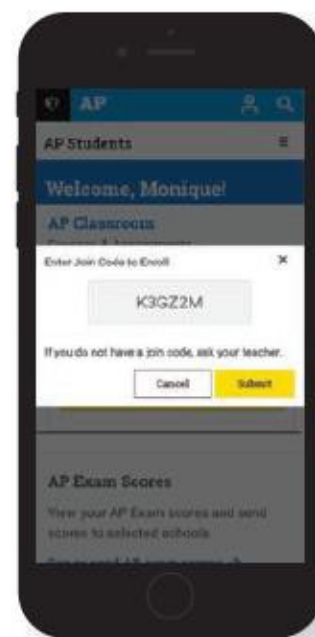 AP
AP Students
Welcome, Monique!
AP Classroom
Enter Join Code to Enroll
K3GZ2M
If you do not have a join code, ask your teacher.
Cancel
Submit
AP Exam Scores
View your AP Exam scores and send
scores to selected schools